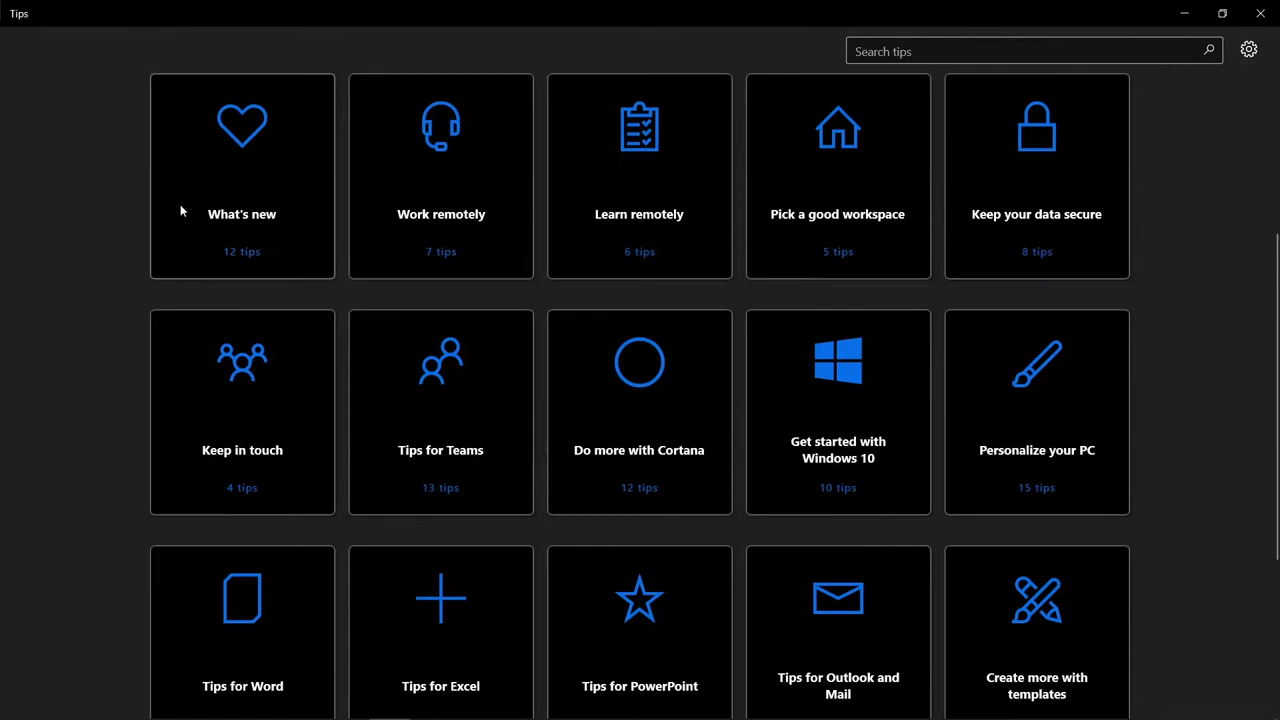 Tips
Search tips
What's new
12 tips
Work remotely
7 tips
Learn remotely
6 tips
Pick a good workspace
5 tips
Keep your data secure
8 tips
Keep in touch
4 tips
Tips for Teams
13 tips
Do more with Cortana
12 tips
Get started with
Windows 10
10 tips
Personalize your PC
15 tips
Tips for Word
Tips for Excel
Tips for PowerPoint
Tips for Outlook and
Mail
Create more with
templates